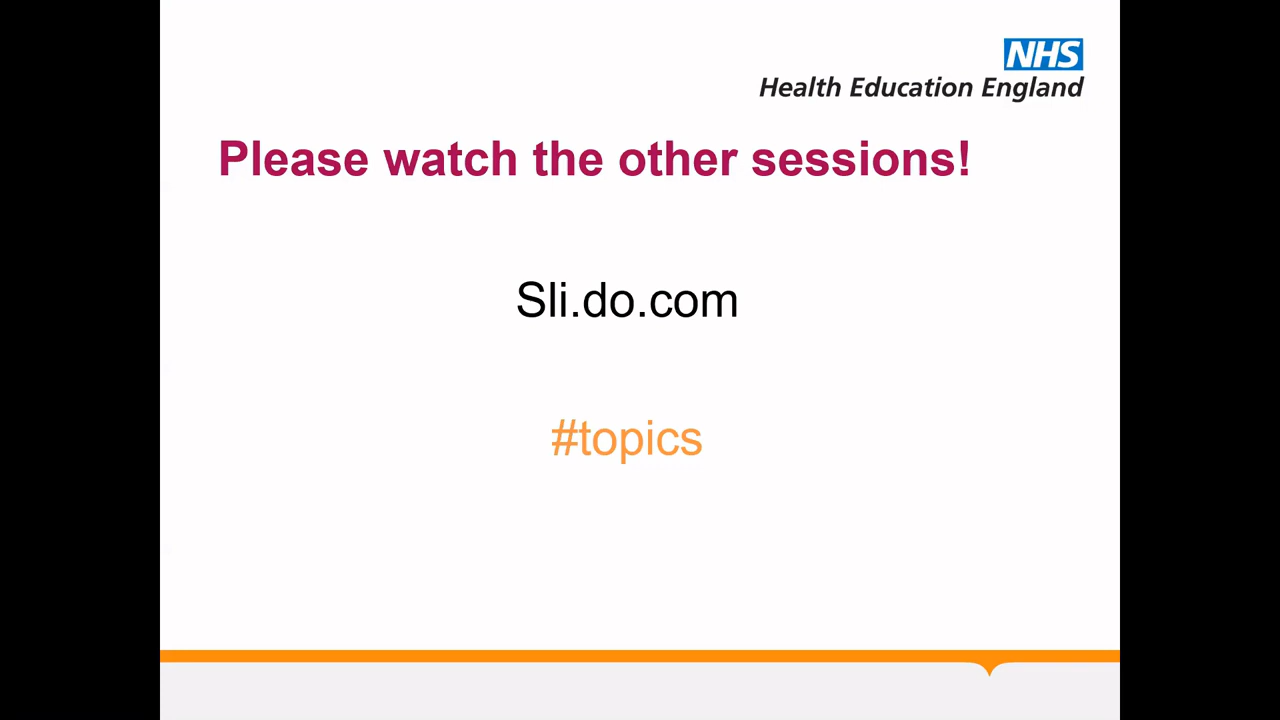 NHS
Health Education England
Please watch the other sessions!
Sli.do.com
#topics